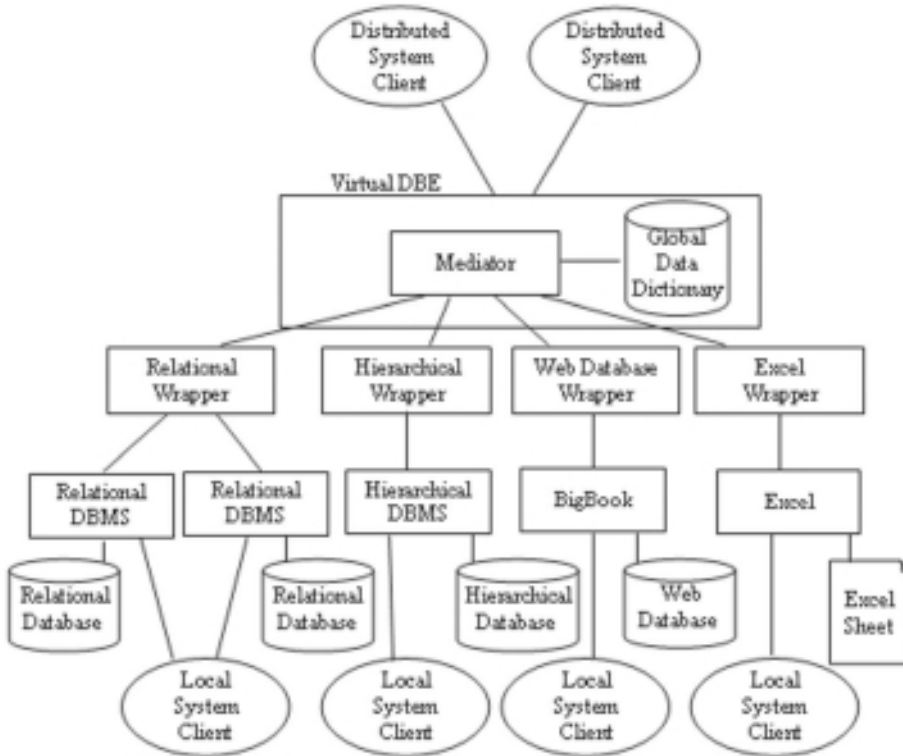 Distributed
System
Client
Distributed
System
Client
Virtual DBE
Mediator
Global
Data
Dictionary
Relational
Wrapper
Hierarchical
Wrapper
Web Database
Wrapper
Excel
Wrapper
Relational
DBMS
Relational
DBMS
Hierarchical
DBMS
BigBook
Excel
Relational
Database
Relational
Database
Hierarchical
Database
Web
Database
Excel
Sheet
Local
System
Client
Local
System
Client
Local
System
Client
Local
System
Client